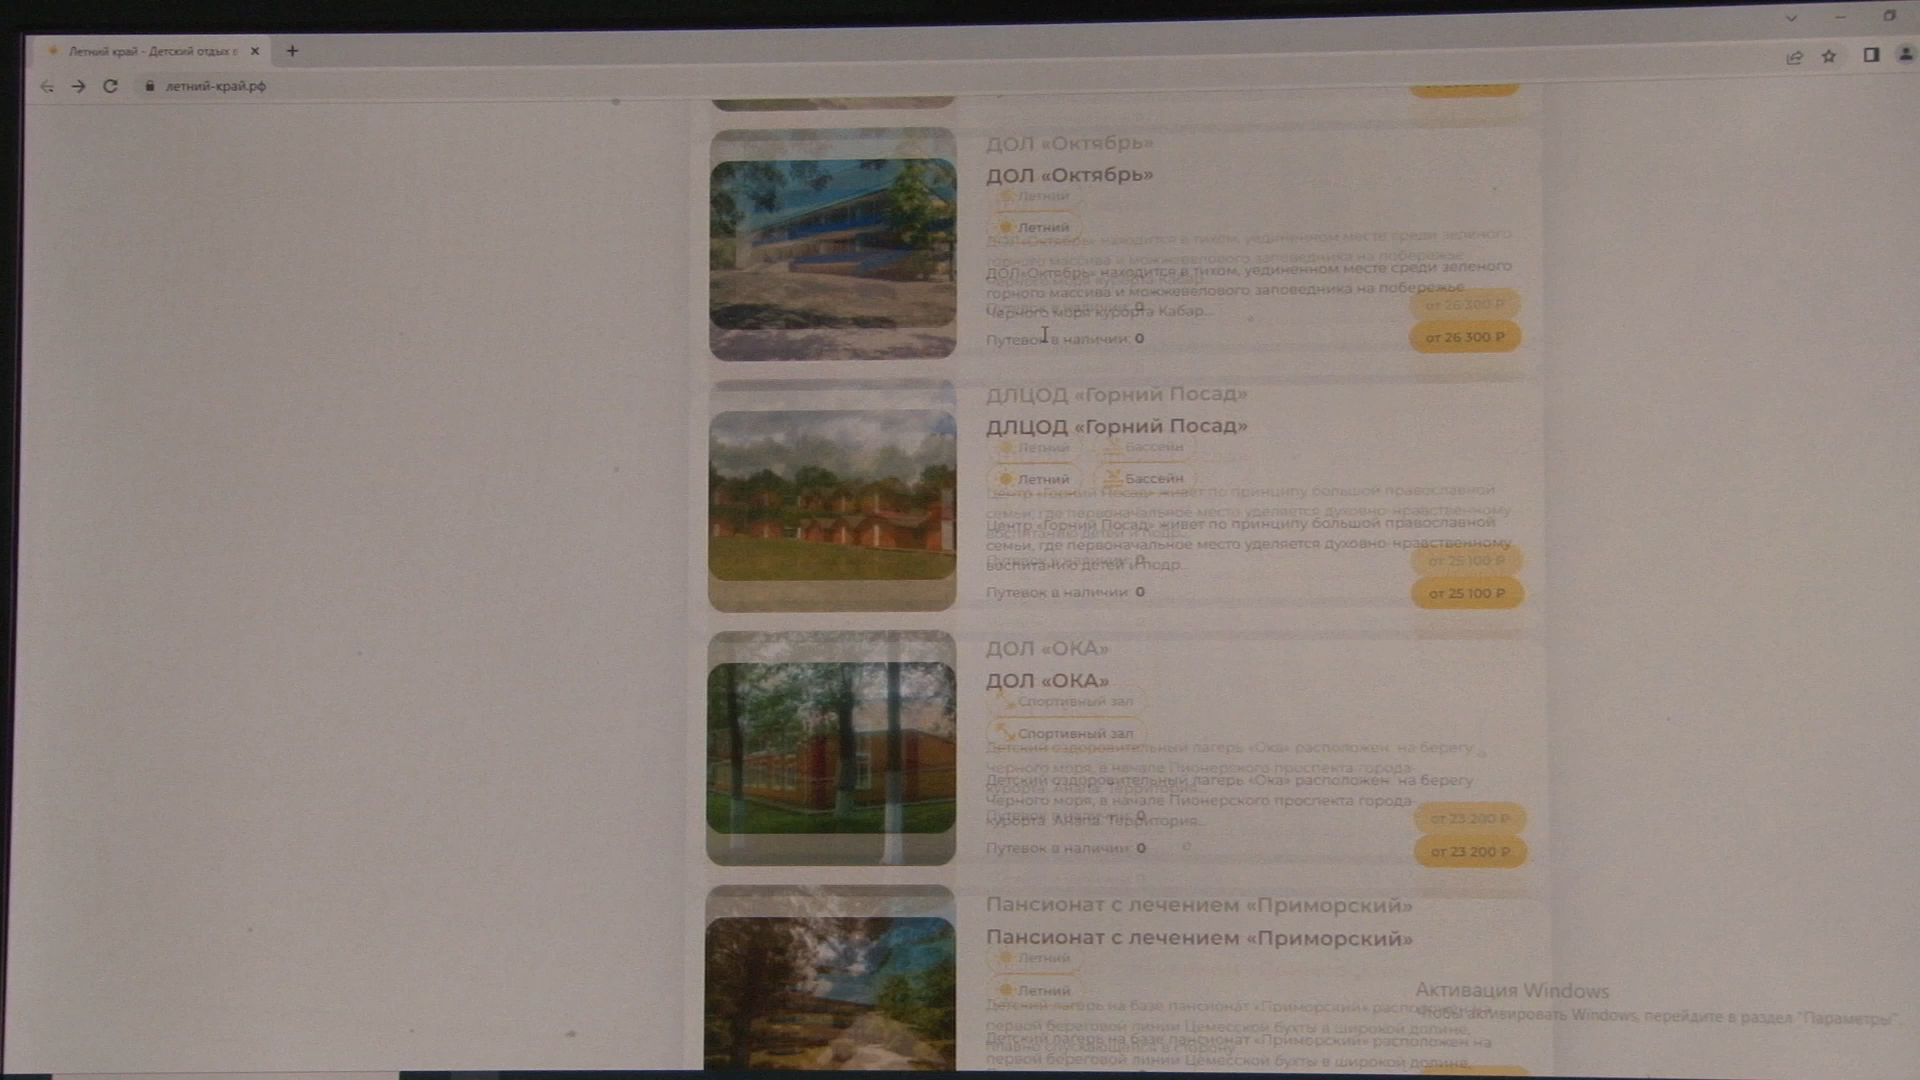 Летний край - Детский отдых в
летний-край.рф
ДОЛ «Октябрь»
Летний
ДОЛ «Октябрь» находится в тихом, уединенном месте среди зеленого
горного массива и можжевелового заповедника на побережье
Черного моря курорта Кабар...
Путевок в наличии: 0
от 26 300 ₽
ДЛЦОД «Горний Посад»
Летний Бассейн
Центр «Горний Посад» живет по принципу большой православной
семьи, где первоначальное место уделяется духовно-нравственному
воспитанию детей и подр...
Путевок в наличии: 0
от 25 100 ₽
ДОЛ «ОКА»
Спортивный зал
Детский оздоровительный лагерь «Ока» расположен на берегу
Черного моря, в начале Пионерского проспекта города-
курорта Анапа. Территория...
Путевок в наличии: 0
от 23 200 ₽
Пансионат с лечением «Приморский»
Летний
Детский лагерь на базе пансионат «Приморский» расположен на
первой береговой линии Цемесской бухты в широкой долине,
Активация Windows
Чтобы активировать Windows, перейдите в раздел "Параметры".